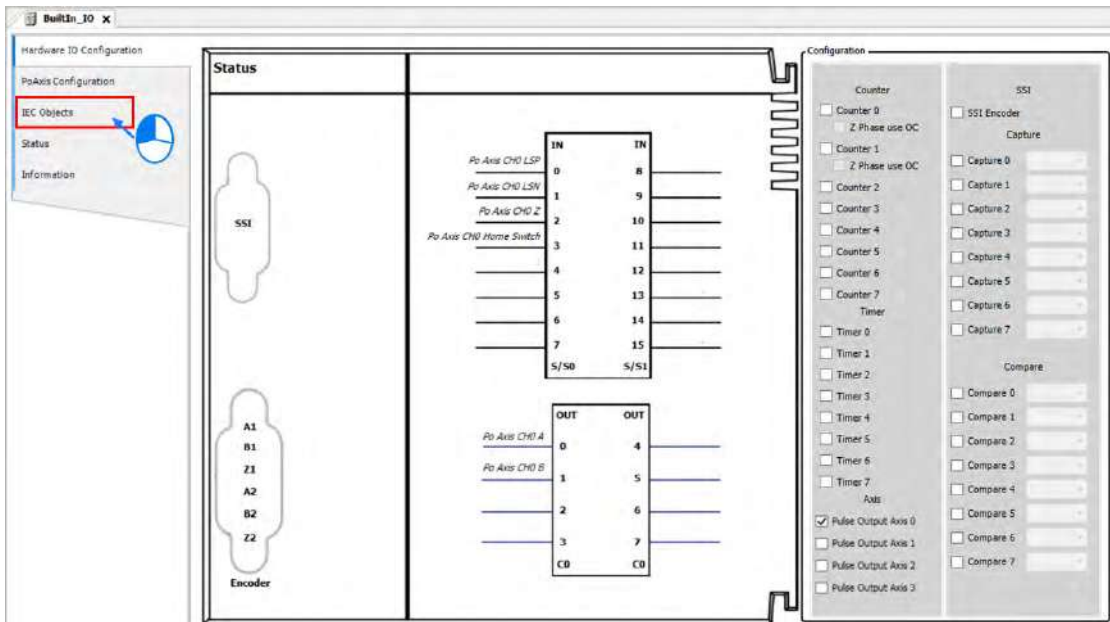 BuiltIn_IO X
Hardware IO Configuration
PoAxis Configuration
IEC Objects
Status
Information
Status
SSI
A1
B1
Z1
A2
B2
Z2
Encoder
IN IN
Po Axis CH0 LSP 0 8
Po Axis CH0 LSN 1 9
Po Axis CH0 Z 2 10
Po Axis CH0 Home Switch 3 11
4 12
5 13
6 14
7 15
S/S0 S/S1
OUT OUT
Po Axis CH0 A 0 4
Po Axis CH0 B 1 5
2 6
3 7
C0 C0
Configuration
Counter
Counter 0
Z Phase use OC
Counter 1
Z Phase use OC
Counter 2
Counter 3
Counter 4
Counter 5
Counter 6
Counter 7
Timer
Timer 0
Timer 1
Timer 2
Timer 3
Timer 4
Timer 5
Timer 6
Timer 7
Axis
Pulse Output Axis 0
Pulse Output Axis 1
Pulse Output Axis 2
Pulse Output Axis 3
SSI
SSI Encoder
Capture
Capture 0
Capture 1
Capture 2
Capture 3
Capture 4
Capture 5
Capture 6
Capture 7
Compare
Compare 0
Compare 1
Compare 2
Compare 3
Compare 4
Compare 5
Compare 6
Compare 7